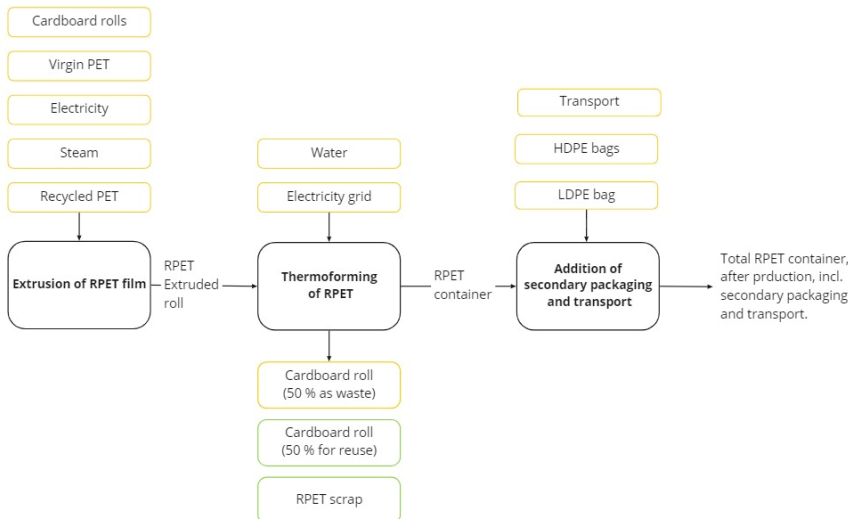 Cardboard rolls
Virgin PET
Electricity
Steam
Recycled PET
Extrusion of RPET film
RPET
Extruded
roll
Water
Electricity grid
Thermoforming
of RPET
Cardboard roll
(50 % as waste)
Cardboard roll
(50 % for reuse)
RPET scrap
RPET
container
Transport
HDPE bags
LDPE bag
Addition of
secondary packaging
and transport
Total RPET container,
after prduction, incl.
secondary packaging
and transport.